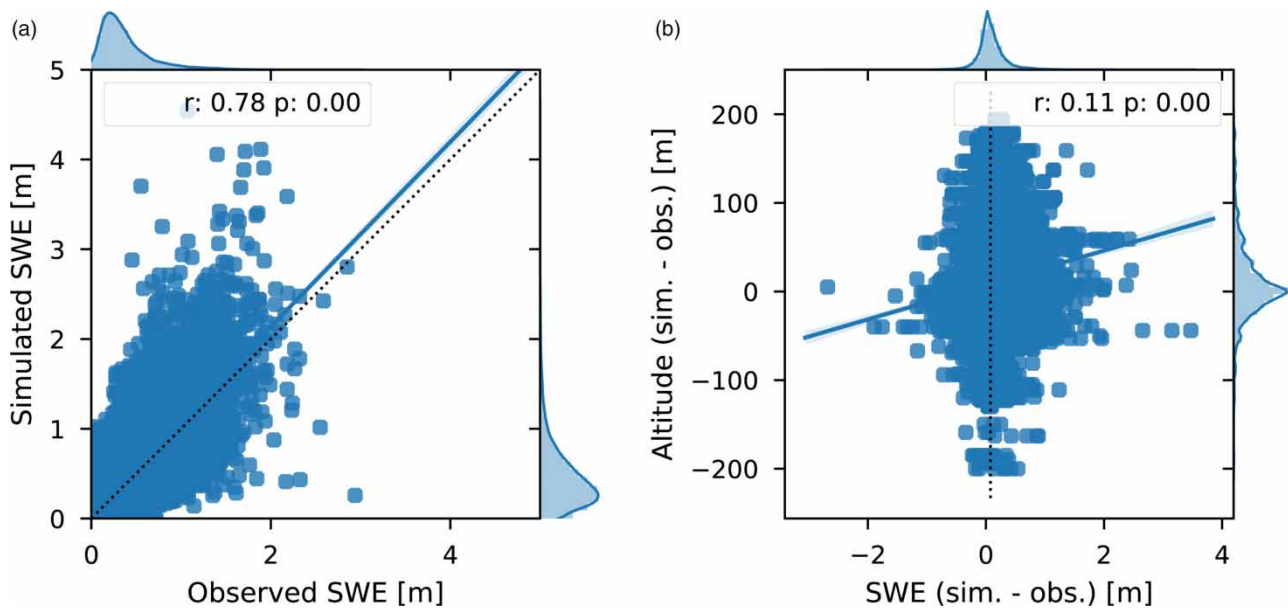 (a)
r: 0.78 p: 0.00
Simulated SWE [m]
5
4
3
2
1
0
0
2
4
Observed SWE [m]
(b)
r: 0.11 p: 0.00
Altitude (sim. - obs.) [m]
200
100
0
−100
−200
−2
0
2
4
SWE (sim. - obs.) [m]